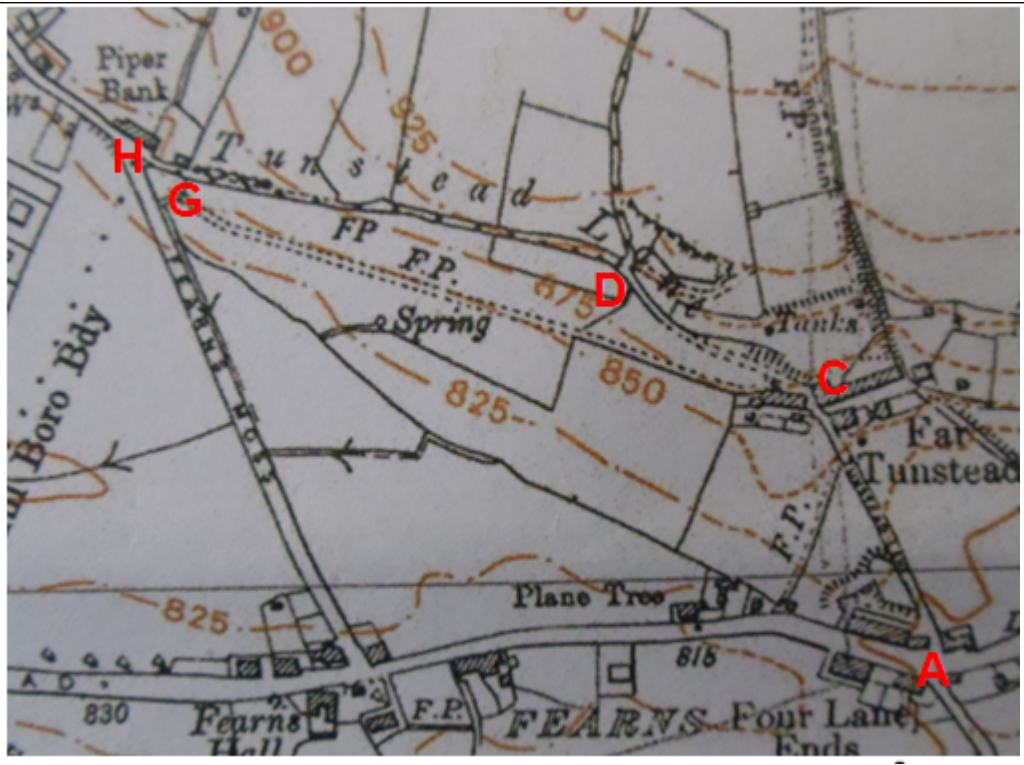 Piper
Bank
900
925
F.P.
H
Tunstead
G
FP
F.P.
L
D
875
Spring
Tanks
850
C
825
Boro Bdy
Far
Tunstead
F.P.
Plane Tree
825
815
A
830
Fearns
Hall
F.P.
FEARNS
Four Lane
Ends